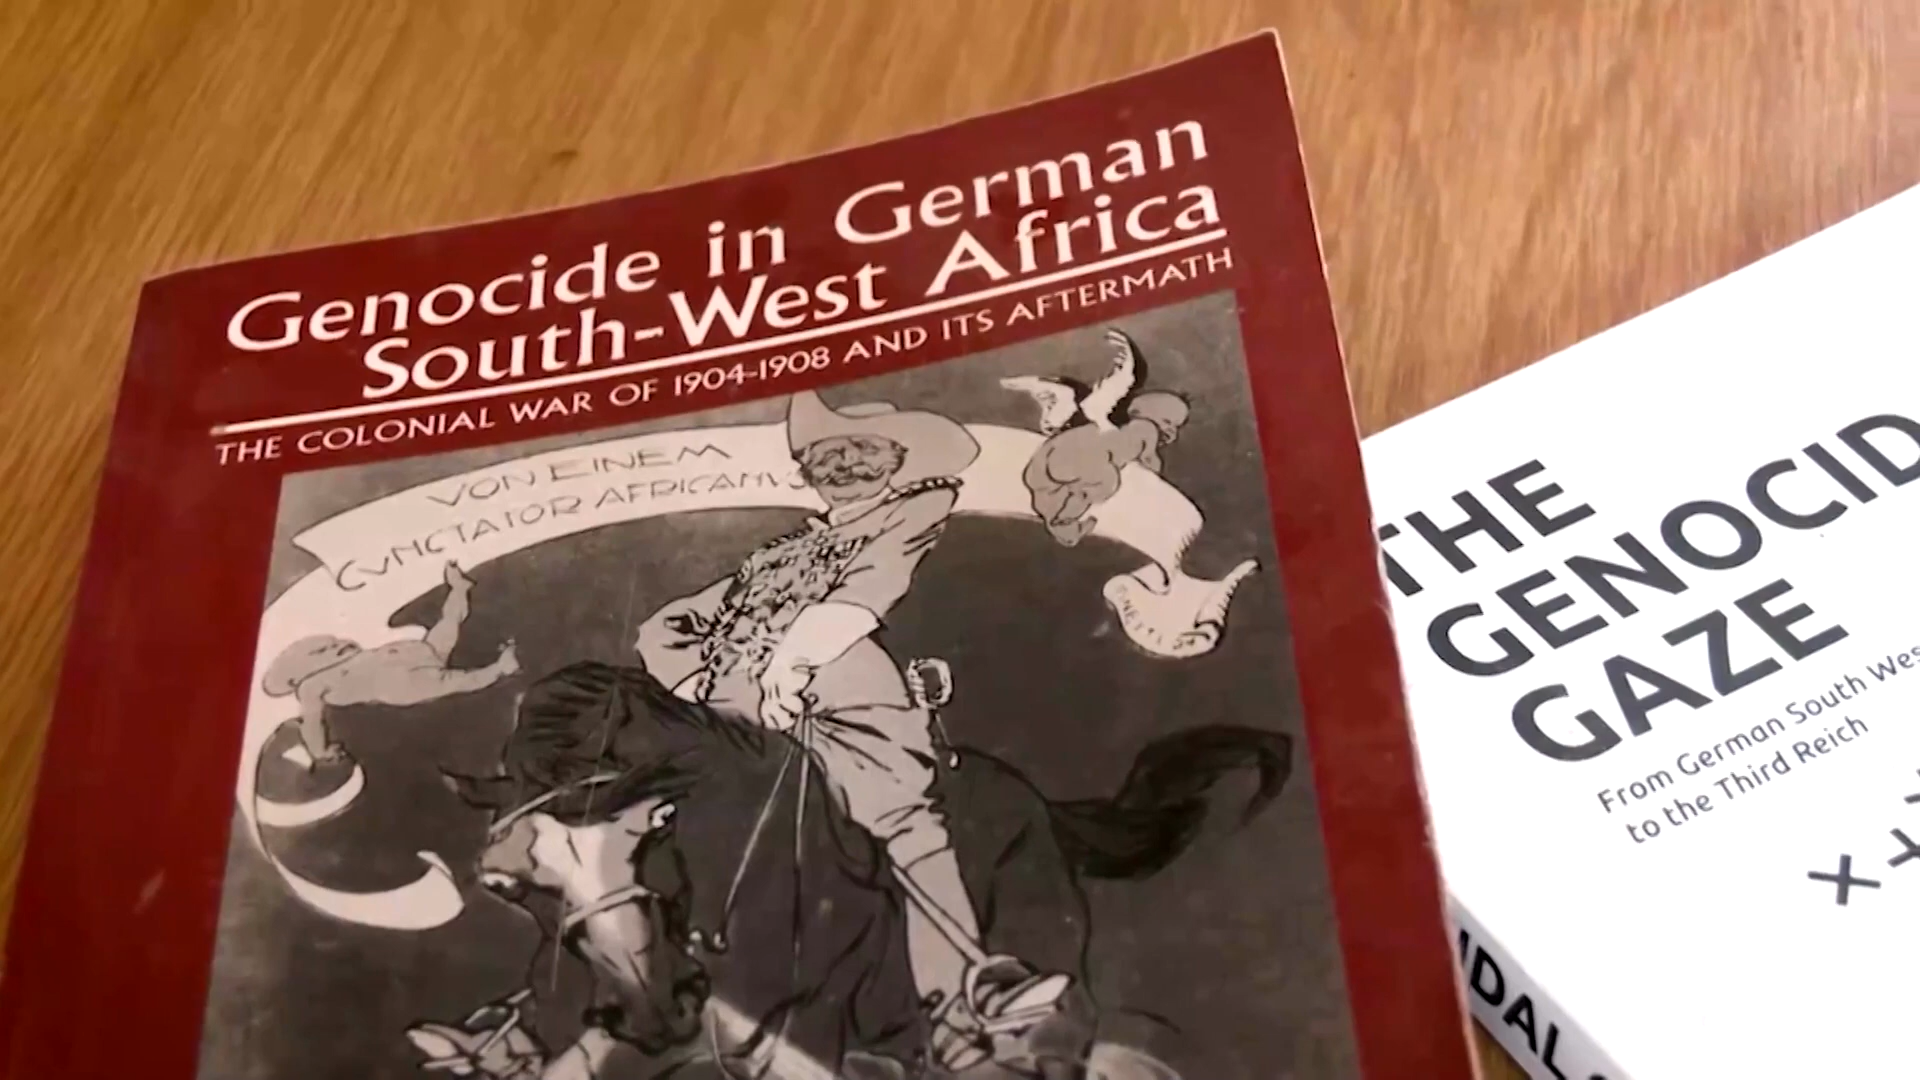 Genocide in German
South-West Africa
THE COLONIAL WAR OF 1904-1908 AND ITS AFTERMATH
VON EINEM
CVNCTATOR AFRICANVS
THE
GENOCID
GAZE
From German South Wes
to the Third Reich
DAL